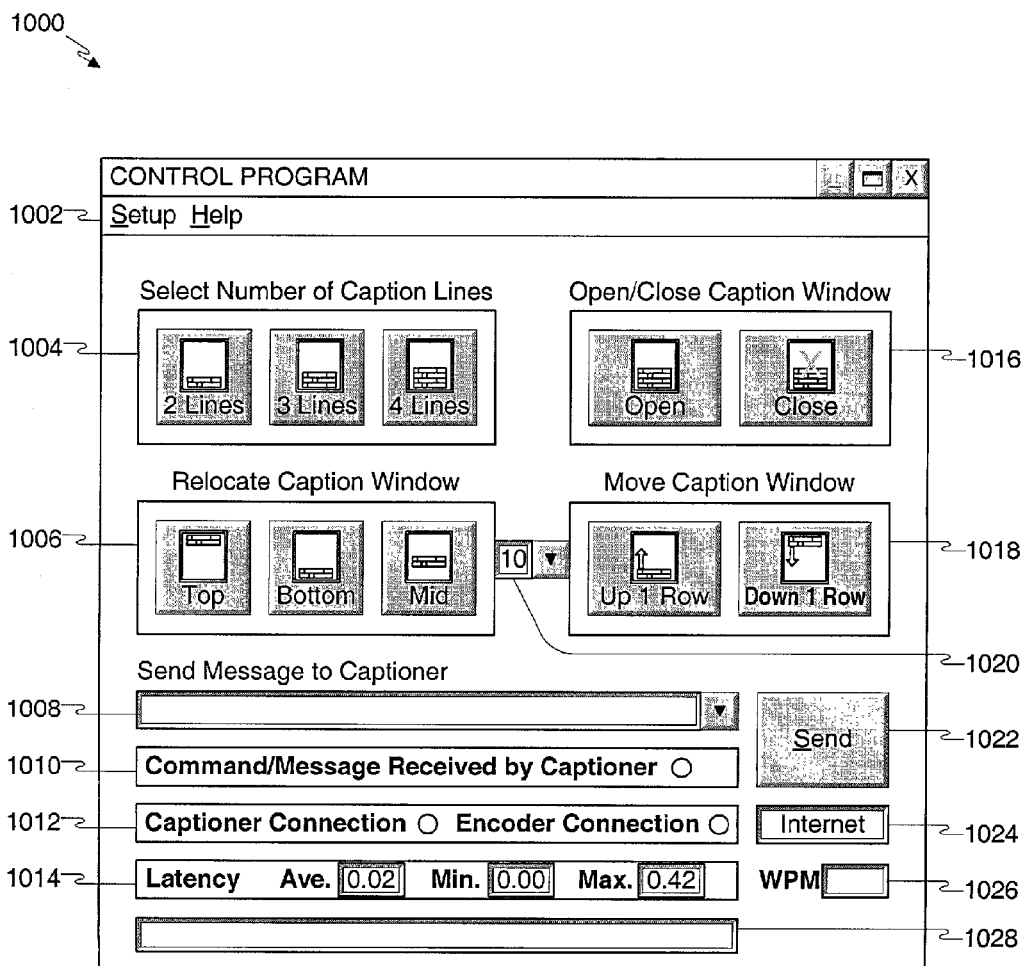 1000
CONTROL PROGRAM X
1002 Setup Help
Select Number of Caption Lines Open/Close Caption Window
1004 2 Lines 3 Lines 4 Lines Open Close 1016
Relocate Caption Window Move Caption Window
1006 Top Bottom Mid 10 Up 1 Row Down 1 Row 1018
1020
Send Message to Captioner
1008 Send 1022
1010 Command/Message Received by Captioner
1012 Captioner Connection Encoder Connection Internet 1024
1014 Latency Ave. 0.02 Min. 0.00 Max. 0.42 WPM 1026
1028